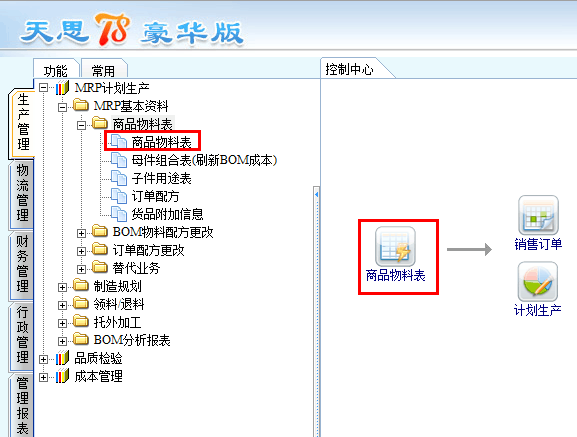 天思T8豪华版
功能
常用
控制中心
生产管理
物流管理
财务管理
行政管理
管理报表
MRP计划生产
MRP基本资料
商品物料表
商品物料表
母件组合表(刷新BOM成本)
子件用途表
订单配方
货品附加信息
BOM物料配方更改
订单配方更改
替代业务
制造规划
领料/退料
托外加工
BOM分析报表
品质检验
成本管理
商品物料表
销售订单
计划生产